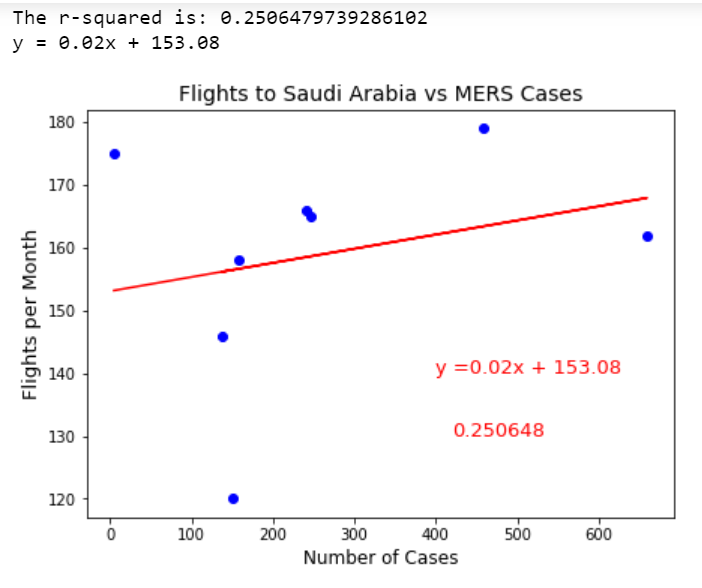 The r-squared is: 0.2506479739286102
y = 0.02x + 153.08
Flights to Saudi Arabia vs MERS Cases
180
170
160
150
140
130
120
Flights per Month
y =0.02x + 153.08
0.250648
0 100 200 300 400 500 600
Number of Cases